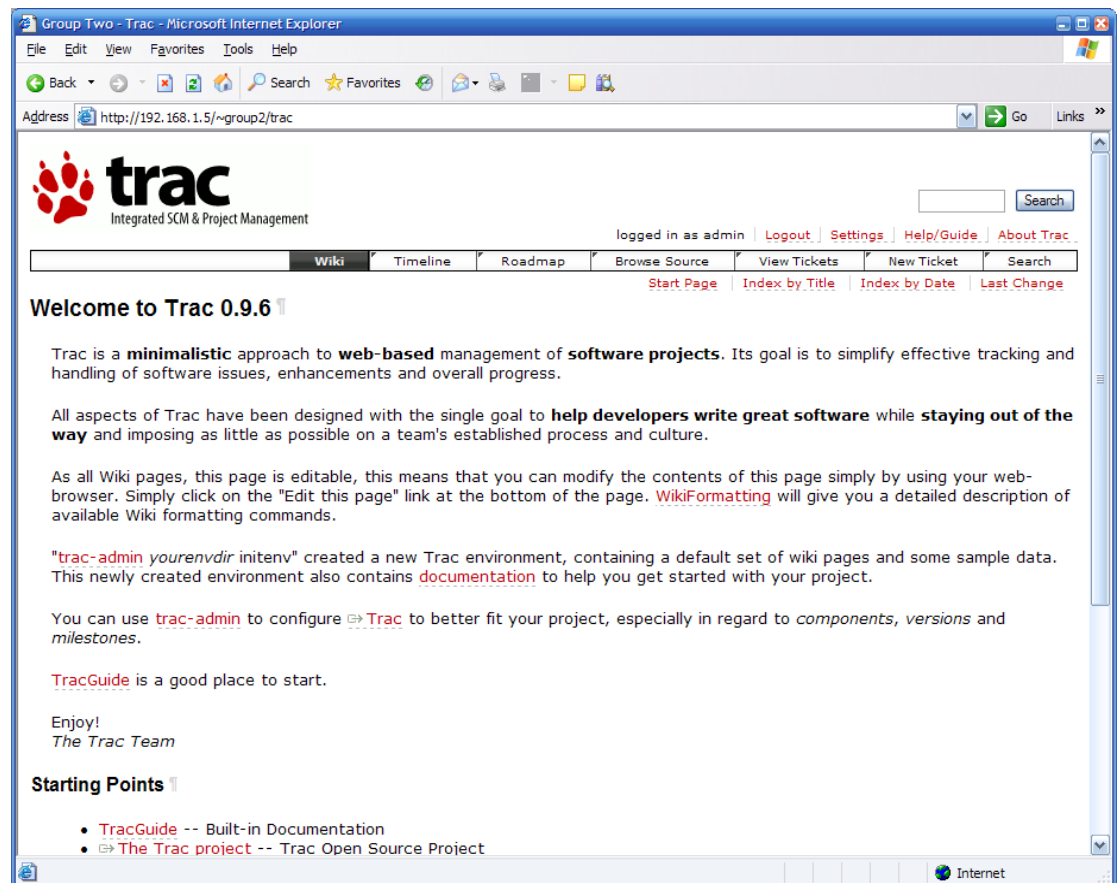 Group Two - Trac - Microsoft Internet Explorer
File Edit View Favorites Tools Help
Back Search Favorites
Address http://192.168.1.5/~group2/trac Go Links »
trac
Integrated SCM & Project Management
Search
logged in as admin Logout Settings Help/Guide About Trac
Wiki Timeline Roadmap Browse Source View Tickets New Ticket Search
Start Page Index by Title Index by Date Last Change
Welcome to Trac 0.9.6 ¶
Trac is a minimalistic approach to web-based management of software projects. Its goal is to simplify effective tracking and
handling of software issues, enhancements and overall progress.
All aspects of Trac have been designed with the single goal to help developers write great software while staying out of the
way and imposing as little as possible on a team's established process and culture.
As all Wiki pages, this page is editable, this means that you can modify the contents of this page simply by using your web-
browser. Simply click on the "Edit this page" link at the bottom of the page. WikiFormatting will give you a detailed description of
available Wiki formatting commands.
"trac-admin yourenvdir initenv" created a new Trac environment, containing a default set of wiki pages and some sample data.
This newly created environment also contains documentation to help you get started with your project.
You can use trac-admin to configure Trac to better fit your project, especially in regard to components, versions and
milestones.
TracGuide is a good place to start.
Enjoy!
The Trac Team
Starting Points ¶
• TracGuide -- Built-in Documentation
• The Trac project -- Trac Open Source Project
Internet